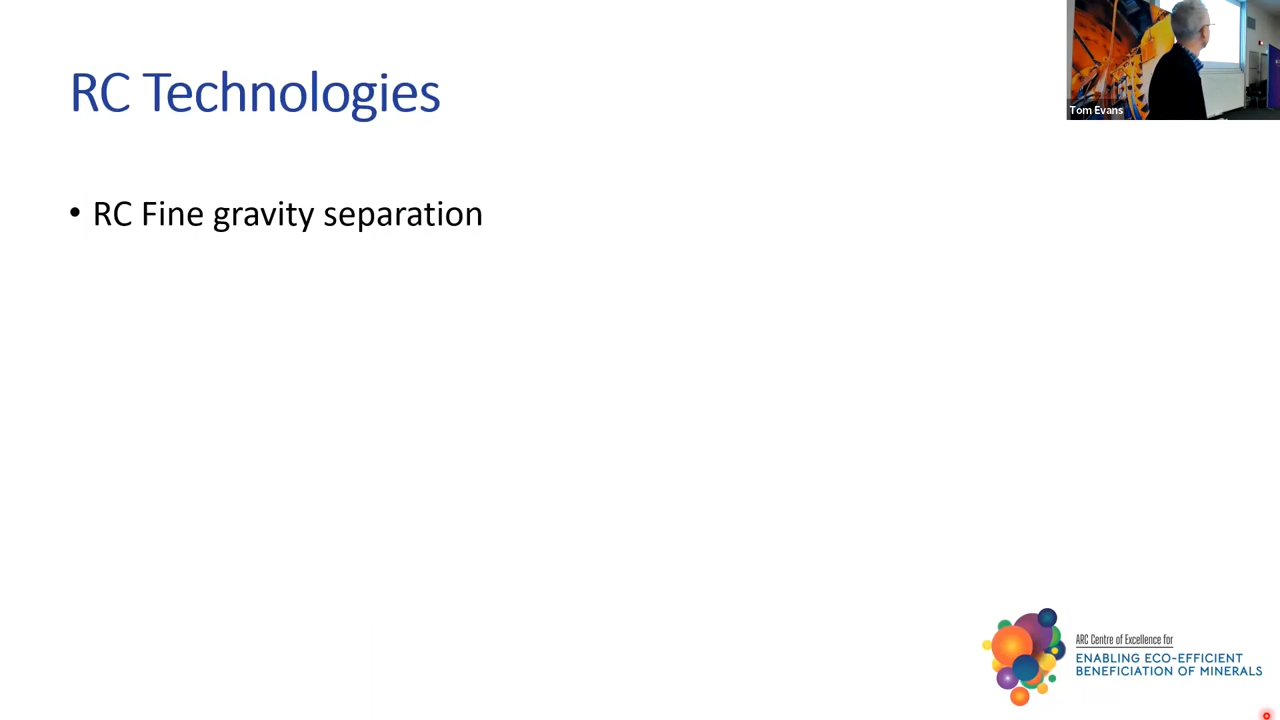 RC Technologies
Tom Evans
• RC Fine gravity separation
ARC Centre of Excellence for
ENABLING ECO-EFFICIENT
BENEFICIATION OF MINERALS